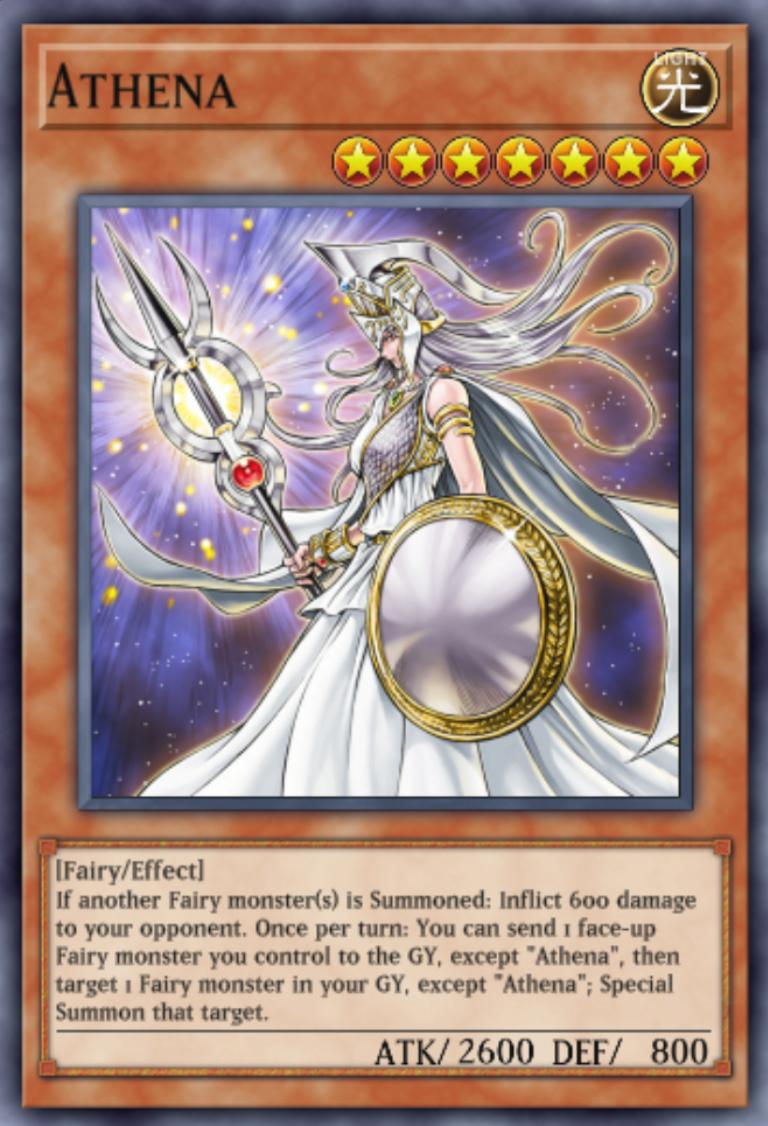 ATHENA
LIGHT
光
[Fairy/Effect]
If another Fairy monster(s) is Summoned: Inflict 600 damage
to your opponent. Once per turn: You can send 1 face-up
Fairy monster you control to the GY, except "Athena", then
target 1 Fairy monster in your GY, except "Athena"; Special
Summon that target.
ATK/ 2600 DEF/ 800